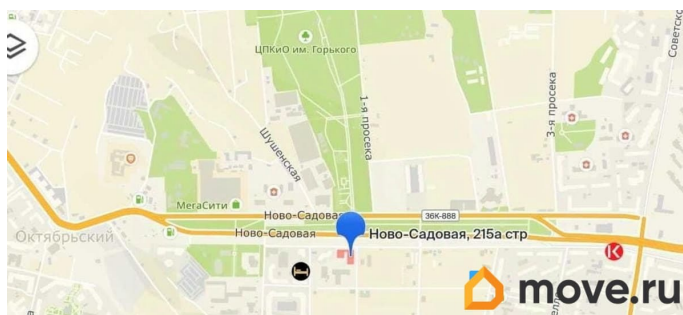 ЦПКиО им. Горького
1-я просека
3-я просека
Советско
Шушенская
МегаСити
Ново-Садовая
36К-888
Октябрьский
Ново-Садовая
Ново-Садовая, 215а стр
K
move.ru